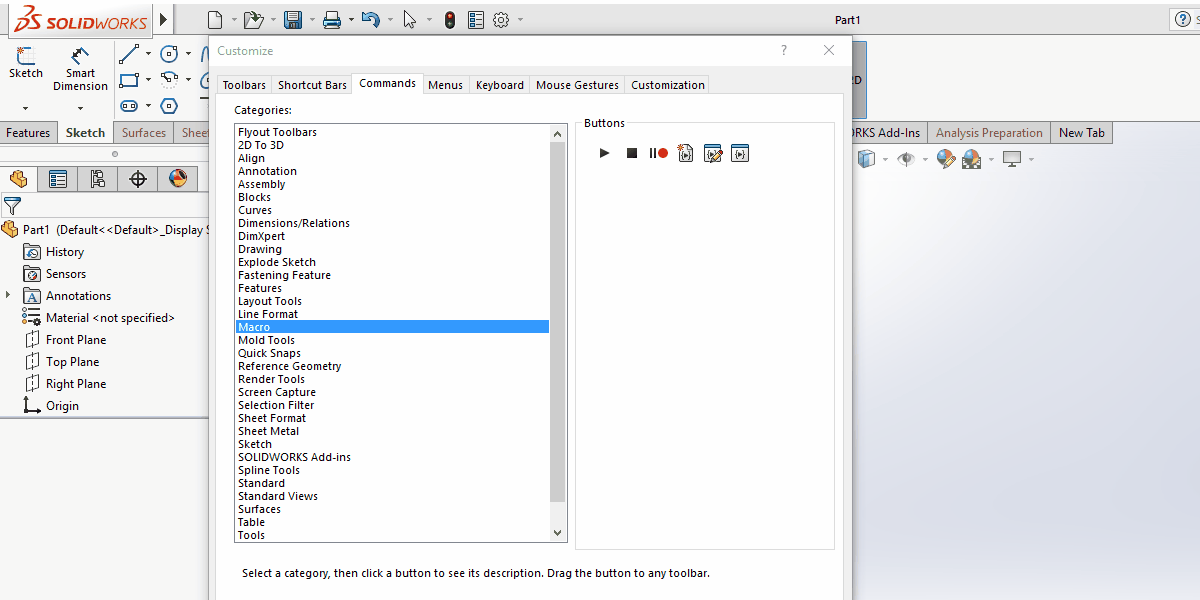 SOLIDWORKS
Part1
Sketch
Smart
Dimension
Features
Sketch
Surfaces
Sheet
Part1 (Default<<Default>_Display S
History
Sensors
Annotations
Material <not specified>
Front Plane
Top Plane
Right Plane
Origin
Customize
?
Toolbars
Shortcut Bars
Commands
Menus
Keyboard
Mouse Gestures
Customization
Categories:
Flyout Toolbars
2D To 3D
Align
Annotation
Assembly
Blocks
Curves
Dimensions/Relations
DimXpert
Drawing
Explode Sketch
Fastening Feature
Features
Layout Tools
Line Format
Macro
Mold Tools
Quick Snaps
Reference Geometry
Render Tools
Screen Capture
Selection Filter
Sheet Format
Sheet Metal
Sketch
SOLIDWORKS Add-ins
Spline Tools
Standard
Standard Views
Surfaces
Table
Tools
Buttons
Select a category, then click a button to see its description. Drag the button to any toolbar.
D
RKS Add-Ins
Analysis Preparation
New Tab
?